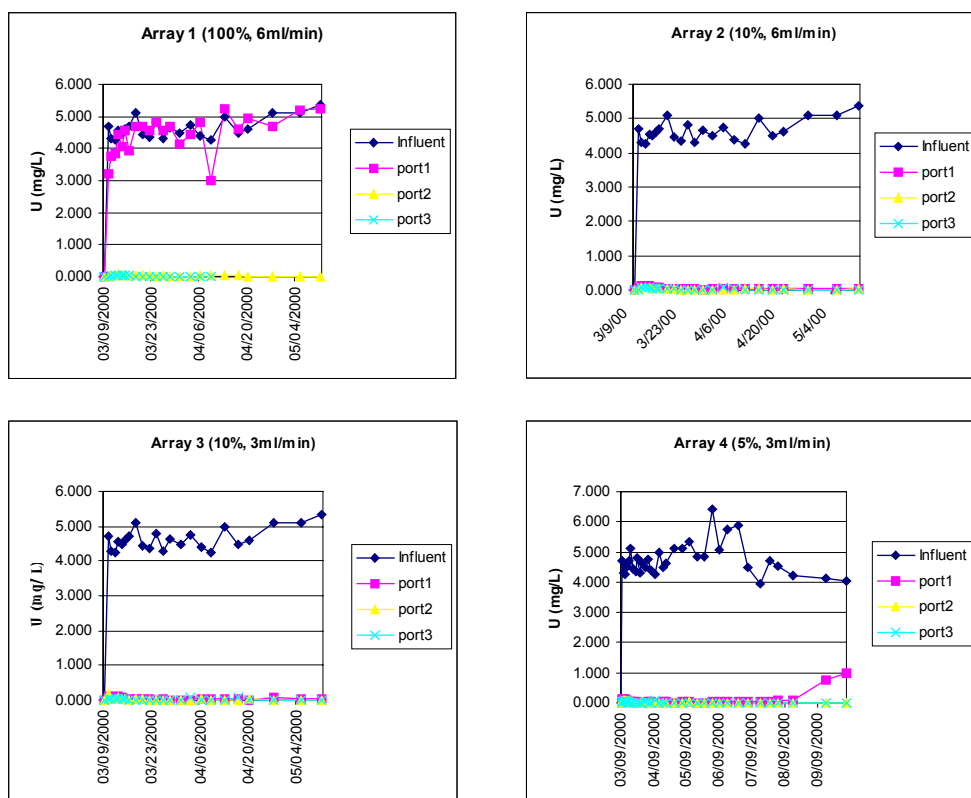 Array 1 (100%, 6ml/min)
6.000
5.000
4.000
3.000
2.000
1.000
0.000
U (mg/L)
03/09/2000
03/23/2000
04/06/2000
04/20/2000
05/04/2000
Influent
port1
port2
port3
Array 2 (10%, 6ml/min)
6.000
5.000
4.000
3.000
2.000
1.000
0.000
U (mg/L)
3/9/00
3/23/00
4/6/00
4/20/00
5/4/00
Influent
port1
port2
port3
Array 3 (10%, 3ml/min)
6.000
5.000
4.000
3.000
2.000
1.000
0.000
U (mg/L)
03/09/2000
03/23/2000
04/06/2000
04/20/2000
05/04/2000
Influent
port1
port2
port3
Array 4 (5%, 3ml/min)
7.000
6.000
5.000
4.000
3.000
2.000
1.000
0.000
U (mg/L)
03/09/2000
04/09/2000
05/09/2000
06/09/2000
07/09/2000
08/09/2000
09/09/2000
Influent
port1
port2
port3